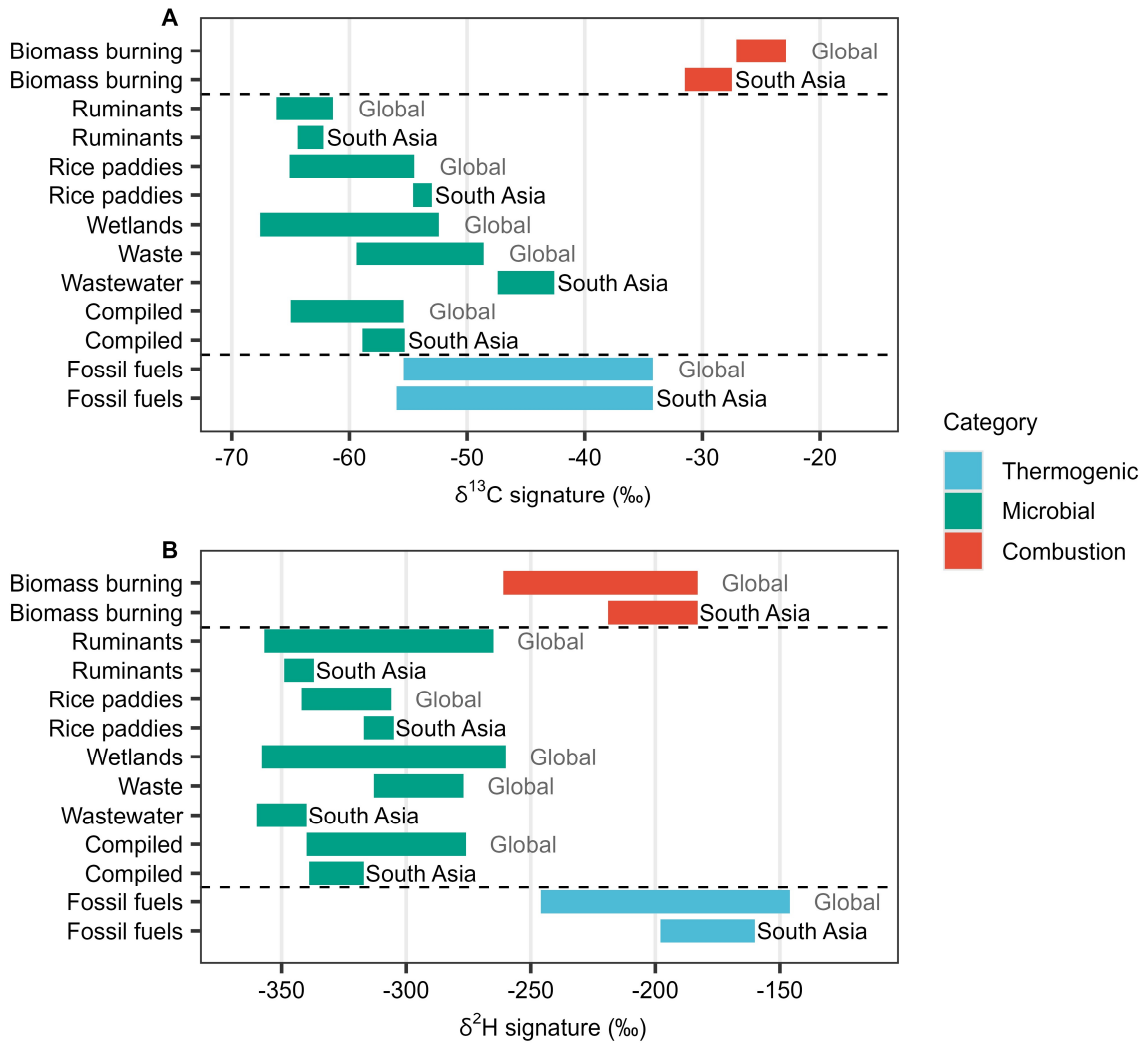 A
Biomass burning Global
Biomass burning South Asia
Ruminants Global
Ruminants South Asia
Rice paddies Global
Rice paddies South Asia
Wetlands Global
Waste Global
Wastewater South Asia
Compiled Global
Compiled South Asia
Fossil fuels Global
Fossil fuels South Asia
-70 -60 -50 -40 -30 -20
δ¹³C signature (‰)
Category
Thermogenic
Microbial
Combustion
B
Biomass burning Global
Biomass burning South Asia
Ruminants Global
Ruminants South Asia
Rice paddies Global
Rice paddies South Asia
Wetlands Global
Waste Global
Wastewater South Asia
Compiled Global
Compiled South Asia
Fossil fuels Global
Fossil fuels South Asia
-350 -300 -250 -200 -150
δ²H signature (‰)